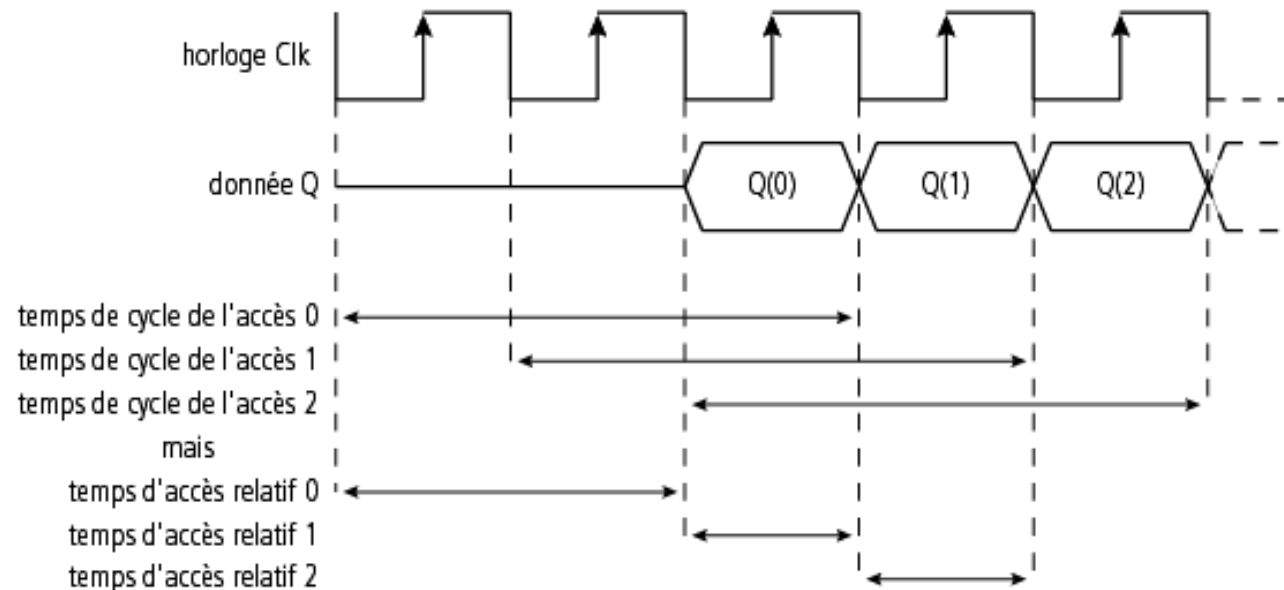 horloge Clk
donnée Q
Q(0)
Q(1)
Q(2)
temps de cycle de l'accès 0
temps de cycle de l'accès 1
temps de cycle de l'accès 2
mais
temps d'accès relatif 0
temps d'accès relatif 1
temps d'accès relatif 2